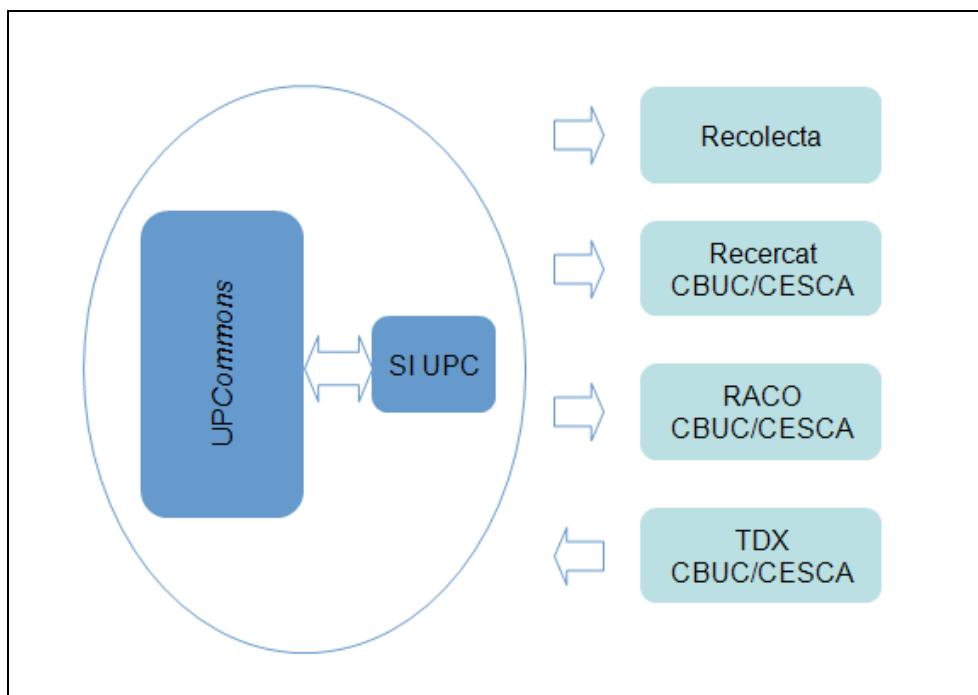 UPCommons
SI UPC
Recolecta
Recercat
CBUC/CESCA
RACO
CBUC/CESCA
TDX
CBUC/CESCA